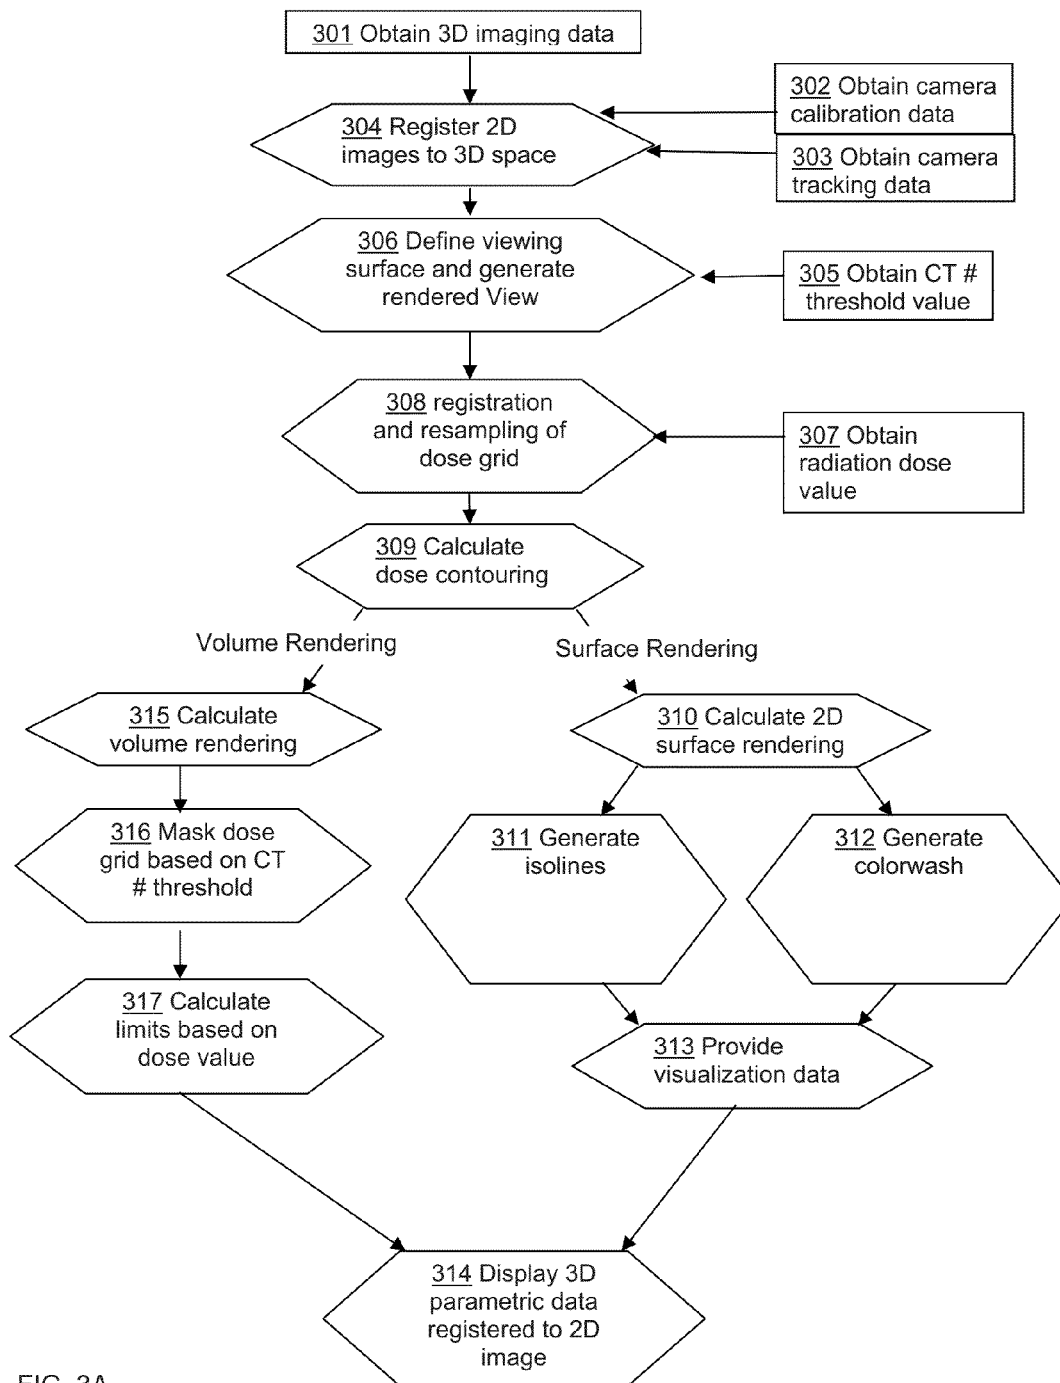 301 Obtain 3D imaging data
302 Obtain camera
calibration data
304 Register 2D
images to 3D space
303 Obtain camera
tracking data
306 Define viewing
surface and generate
rendered View
305 Obtain CT #
threshold value
308 registration
and resampling of
dose grid
307 Obtain
radiation dose
value
309 Calculate
dose contouring
Volume Rendering
Surface Rendering
315 Calculate
volume rendering
310 Calculate 2D
surface rendering
316 Mask dose
grid based on CT
# threshold
311 Generate
isolines
312 Generate
colorwash
317 Calculate
limits based on
dose value
313 Provide
visualization data
314 Display 3D
parametric data
registered to 2D
image
FIG. 3A